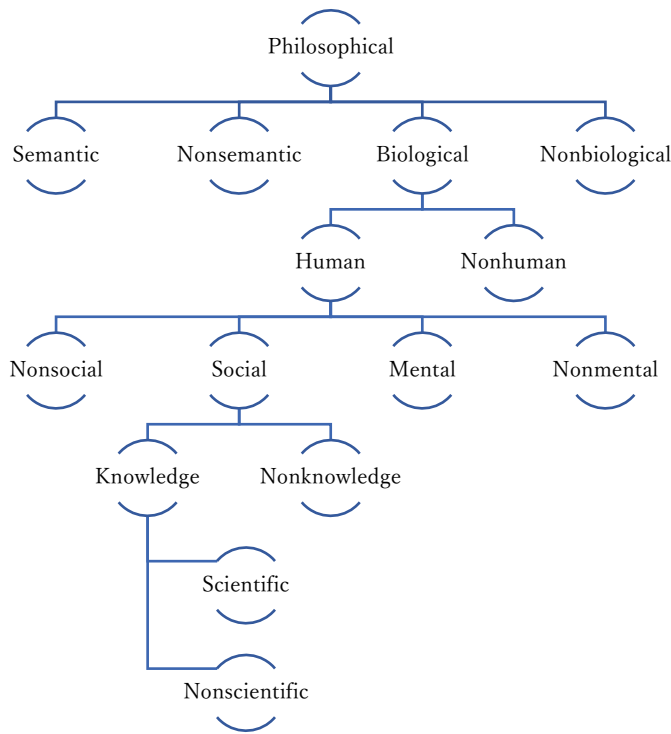 Philosophical
Semantic
Nonsemantic
Biological
Nonbiological
Human
Nonhuman
Nonsocial
Social
Mental
Nonmental
Knowledge
Nonknowledge
Scientific
Nonscientific